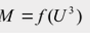 M = f(U³)